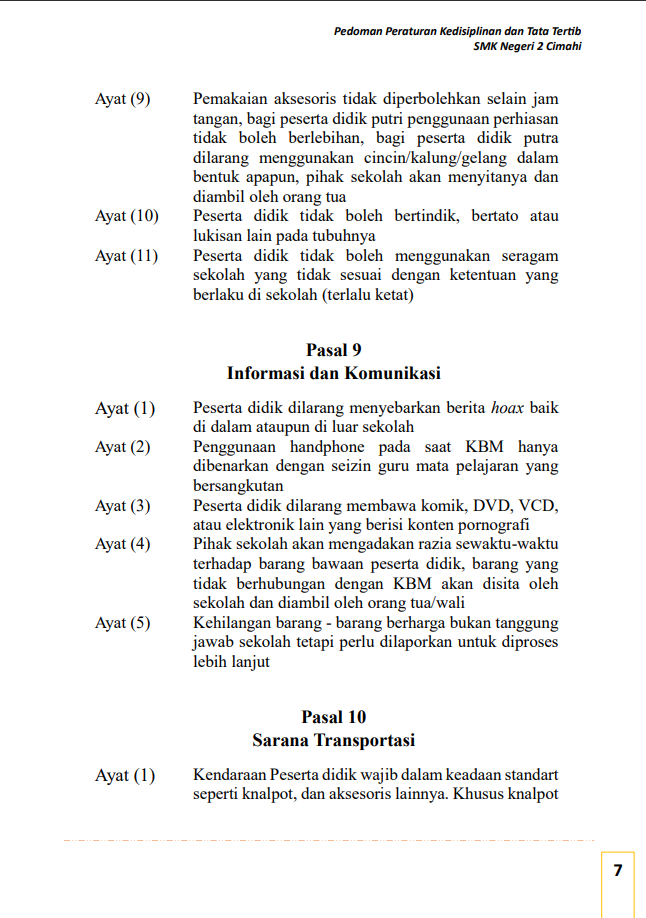 Pedoman Peraturan Kedisiplinan dan Tata Tertib
SMK Negeri 2 Cimahi
Ayat (9) Pemakaian aksesoris tidak diperbolehkan selain jam
tangan, bagi peserta didik putri penggunaan perhiasan
tidak boleh berlebihan, bagi peserta didik putra
dilarang menggunakan cincin/kalung/gelang dalam
bentuk apapun, pihak sekolah akan menyitanya dan
diambil oleh orang tua
Ayat (10) Peserta didik tidak boleh bertindik, bertato atau
lukisan lain pada tubuhnya
Ayat (11) Peserta didik tidak boleh menggunakan seragam
sekolah yang tidak sesuai dengan ketentuan yang
berlaku di sekolah (terlalu ketat)
Pasal 9
Informasi dan Komunikasi
Ayat (1) Peserta didik dilarang menyebarkan berita hoax baik
di dalam ataupun di luar sekolah
Ayat (2) Penggunaan handphone pada saat KBM hanya
dibenarkan dengan seizin guru mata pelajaran yang
bersangkutan
Ayat (3) Peserta didik dilarang membawa komik, DVD, VCD,
atau elektronik lain yang berisi konten pornografi
Ayat (4) Pihak sekolah akan mengadakan razia sewaktu-waktu
terhadap barang bawaan peserta didik, barang yang
tidak berhubungan dengan KBM akan disita oleh
sekolah dan diambil oleh orang tua/wali
Ayat (5) Kehilangan barang - barang berharga bukan tanggung
jawab sekolah tetapi perlu dilaporkan untuk diproses
lebih lanjut
Pasal 10
Sarana Transportasi
Ayat (1) Kendaraan Peserta didik wajib dalam keadaan standart
seperti knalpot, dan aksesoris lainnya. Khusus knalpot
7